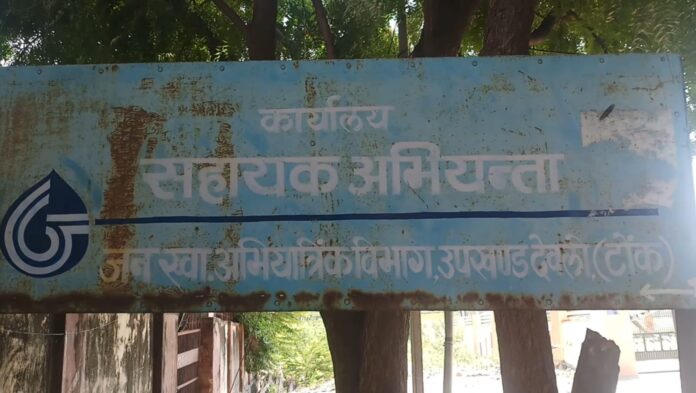 कार्यालय
सहायक अभियन्ता
जन स्वा.अभियांत्रिक विभाग,उपखण्ड देवली,(टोंक)